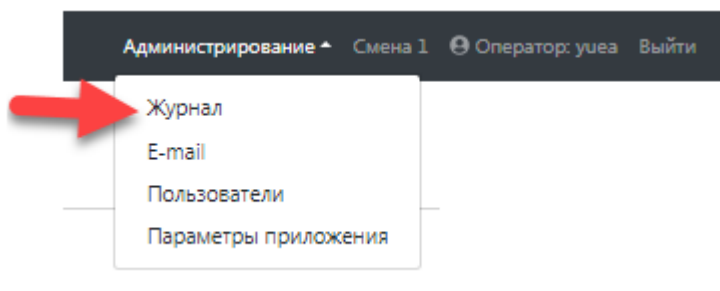 Администрирование Смена 1 Оператор: yuea Выйти
Журнал
E-mail
Пользователи
Параметры приложения